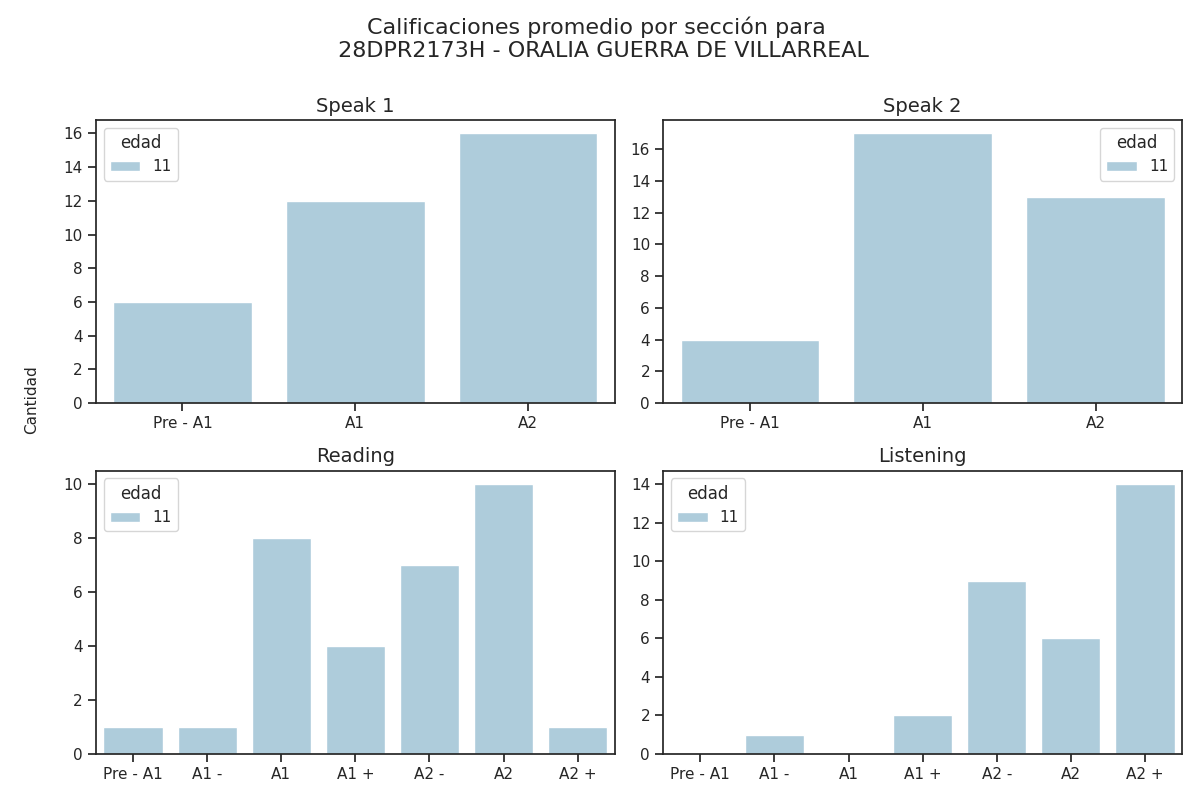 Calificaciones promedio por sección para
28DPR2173H - ORALIA GUERRA DE VILLARREAL
Cantidad
Speak 1
edad
11
16
14
12
10
8
6
4
2
0
Pre - A1 A1 A2
Speak 2
edad
11
16
14
12
10
8
6
4
2
0
Pre - A1 A1 A2
Reading
edad
11
10
8
6
4
2
0
Pre - A1 A1 - A1 A1 + A2 - A2 A2 +
Listening
edad
11
14
12
10
8
6
4
2
0
Pre - A1 A1 - A1 A1 + A2 - A2 A2 +